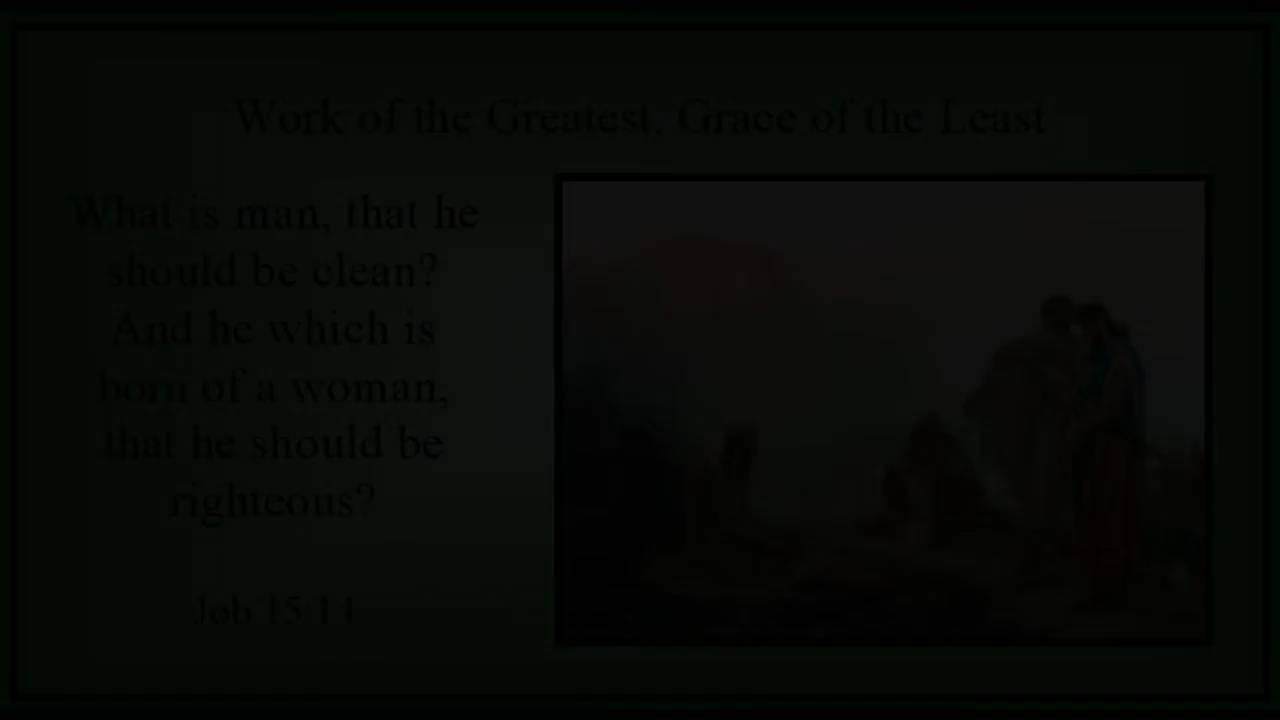 Work of the Greatest, Grace of the Least
What is man, that he
should be clean?
And he which is
born of a woman,
that he should be
righteous?
Job 15:14